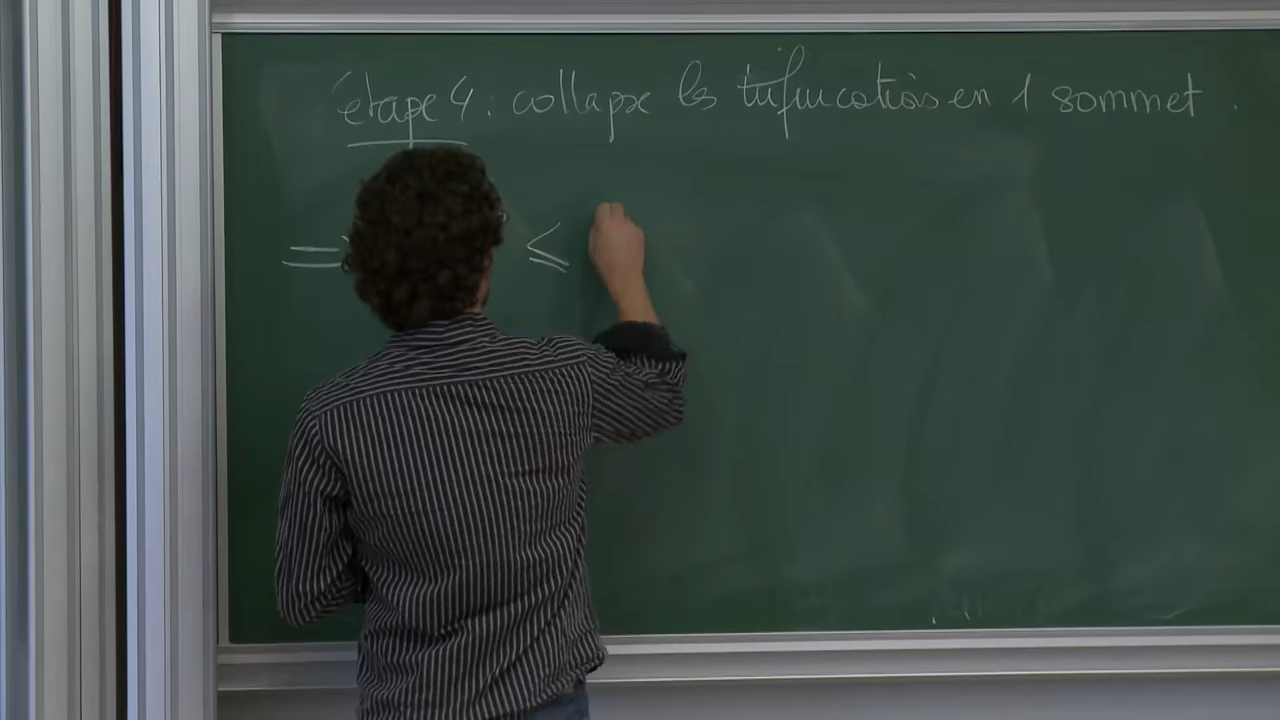 étape 4 : collapse les trifurcations en 1 sommet .
= ≤